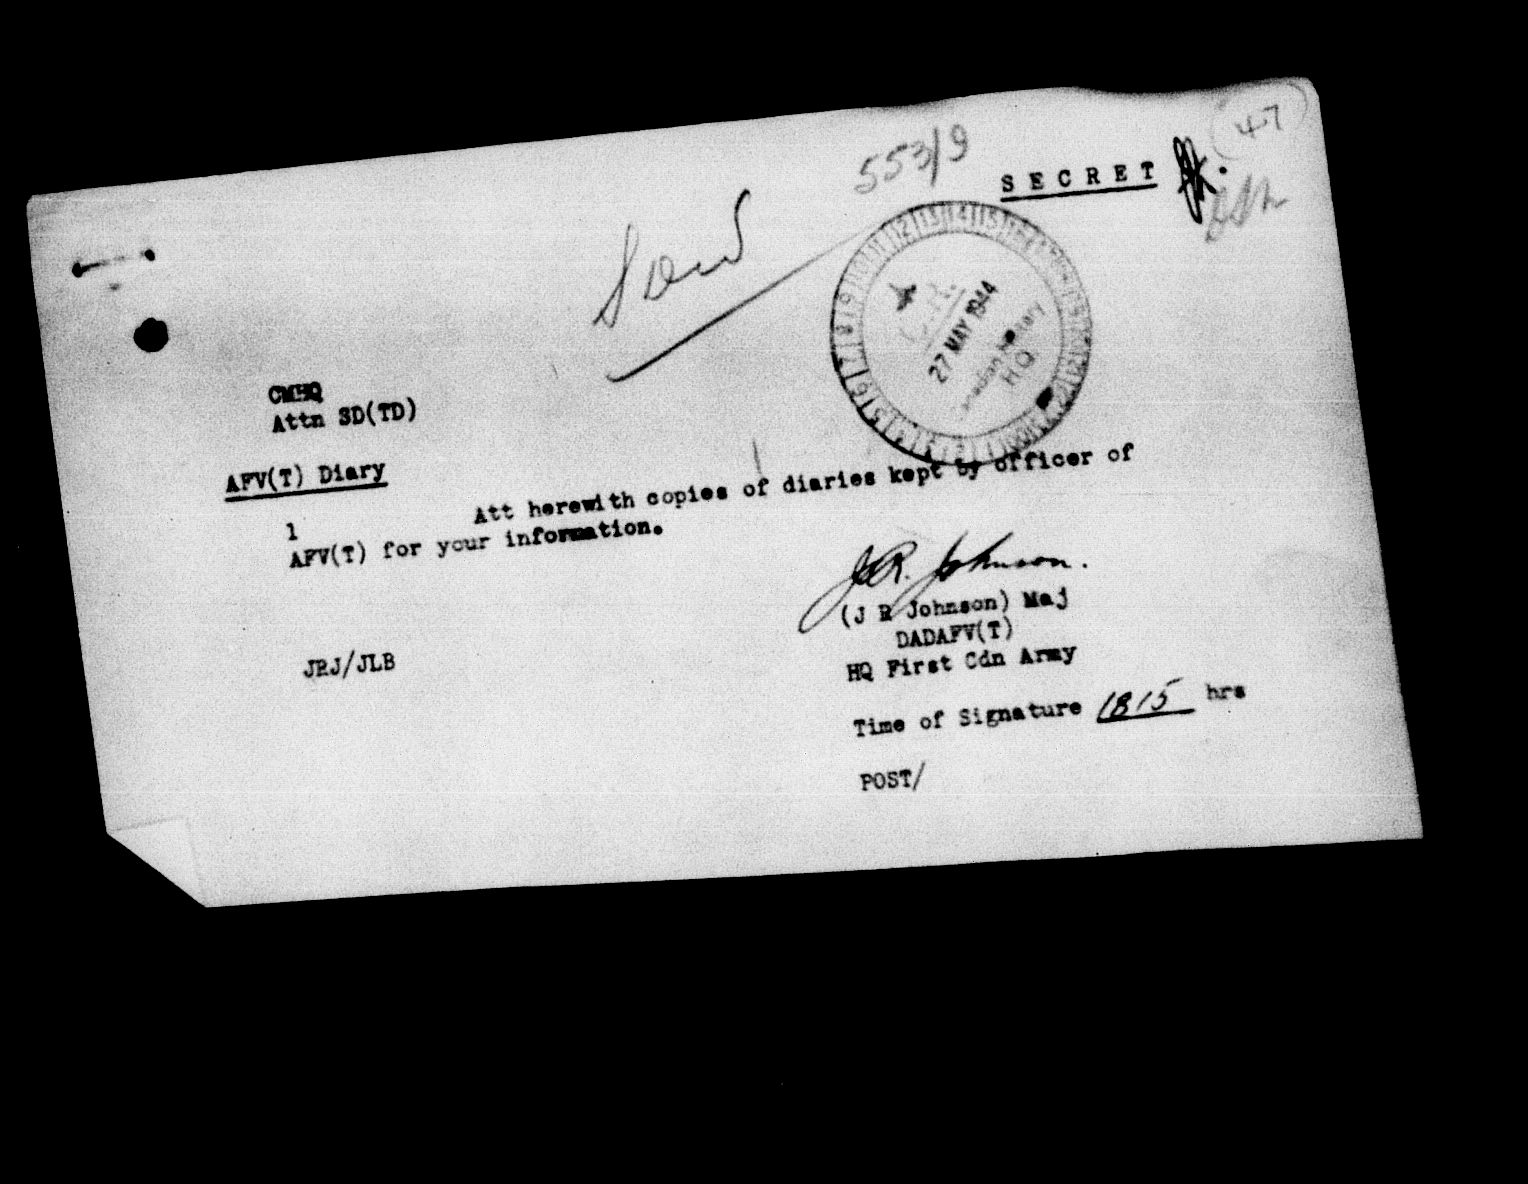 47
553/9
S E C R E T
C.R.
27 MAY 1944
Canadian Military
H.Q.
CMHQ
Attn SD(TD)
AFV(T) Diary
1 Att herewith copies of diaries kept by officer of
AFV(T) for your information.
J.R. Johnson.
(J R Johnson) Maj
DADAFV(T)
HQ First Cdn Army
JRJ/JLB
Time of Signature 1815 hrs
POST/